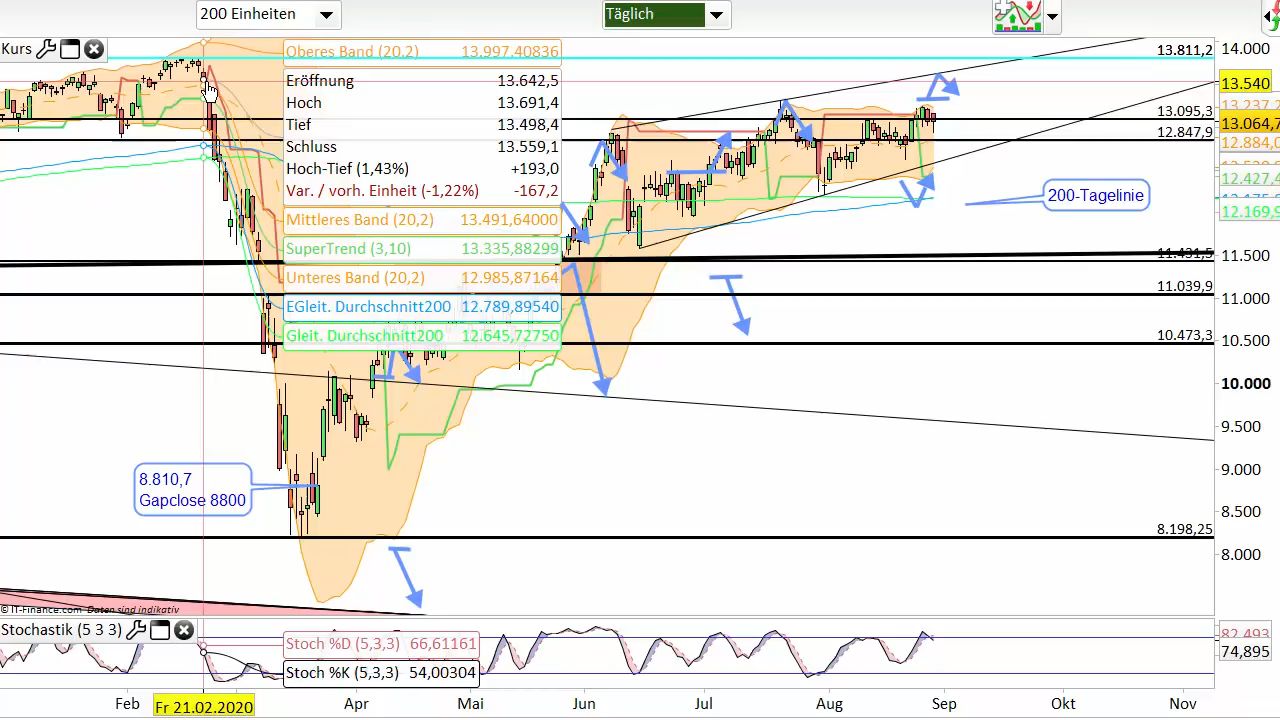 200 Einheiten
Täglich
Kurs
Oberes Band (20,2) 13.997,40836
Eröffnung 13.642,5
Hoch 13.691,4
Tief 13.498,4
Schluss 13.559,1
Hoch-Tief (1,43%) +193,0
Var. / vorh. Einheit (-1,22%) -167,2
Mittleres Band (20,2) 13.491,64000
SuperTrend (3,10) 13.335,88299
Unteres Band (20,2) 12.985,87164
EGleit. Durchschnitt200 12.789,89540
Gleit. Durchschnitt200 12.645,72750
13.811,2
13.095,3
12.847,9
200-Tagelinie
11.431,5
11.039,9
10.473,3
8.198,25
8.810,7
Gapclose 8800
14.000
13.540
13.064,7
12.884,0
12.427,4
12.169,9
11.500
11.000
10.500
10.000
9.500
9.000
8.500
8.000
© IT-Finance.com Daten sind indikativ
Stochastik (5 3 3)
Stoch %D (5,3,3) 66,61161
Stoch %K (5,3,3) 54,00304
82,493
74,895
Feb Fr 21.02.2020 Apr Mai Jun Jul Aug Sep Okt Nov